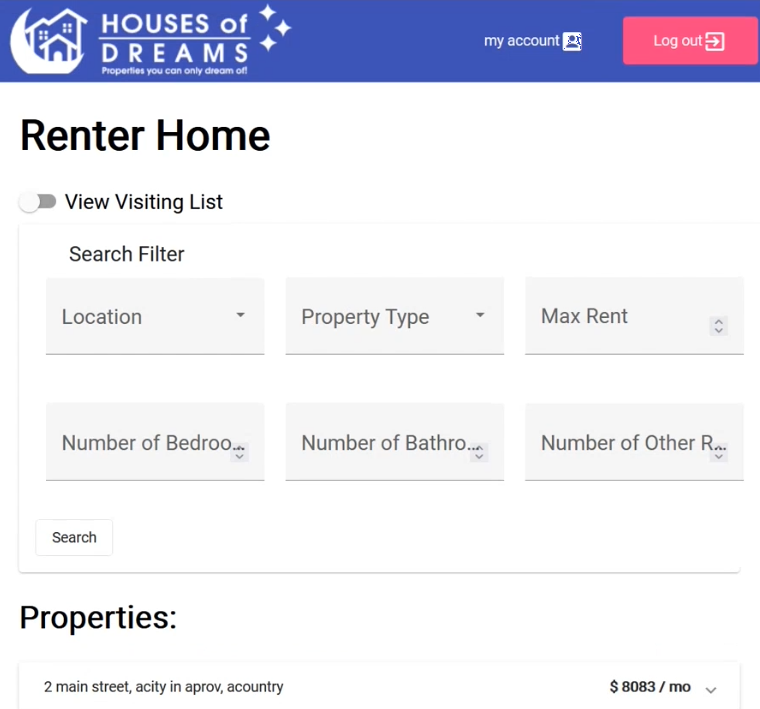 HOUSES of
DREAMS
Properties you can only dream of!
my account
Log out
Renter Home
View Visiting List
Search Filter
Location
Property Type
Max Rent
Number of Bedroo...
Number of Bathro...
Number of Other R...
Search
Properties:
2 main street, acity in aprov, acountry
$ 8083 / mo